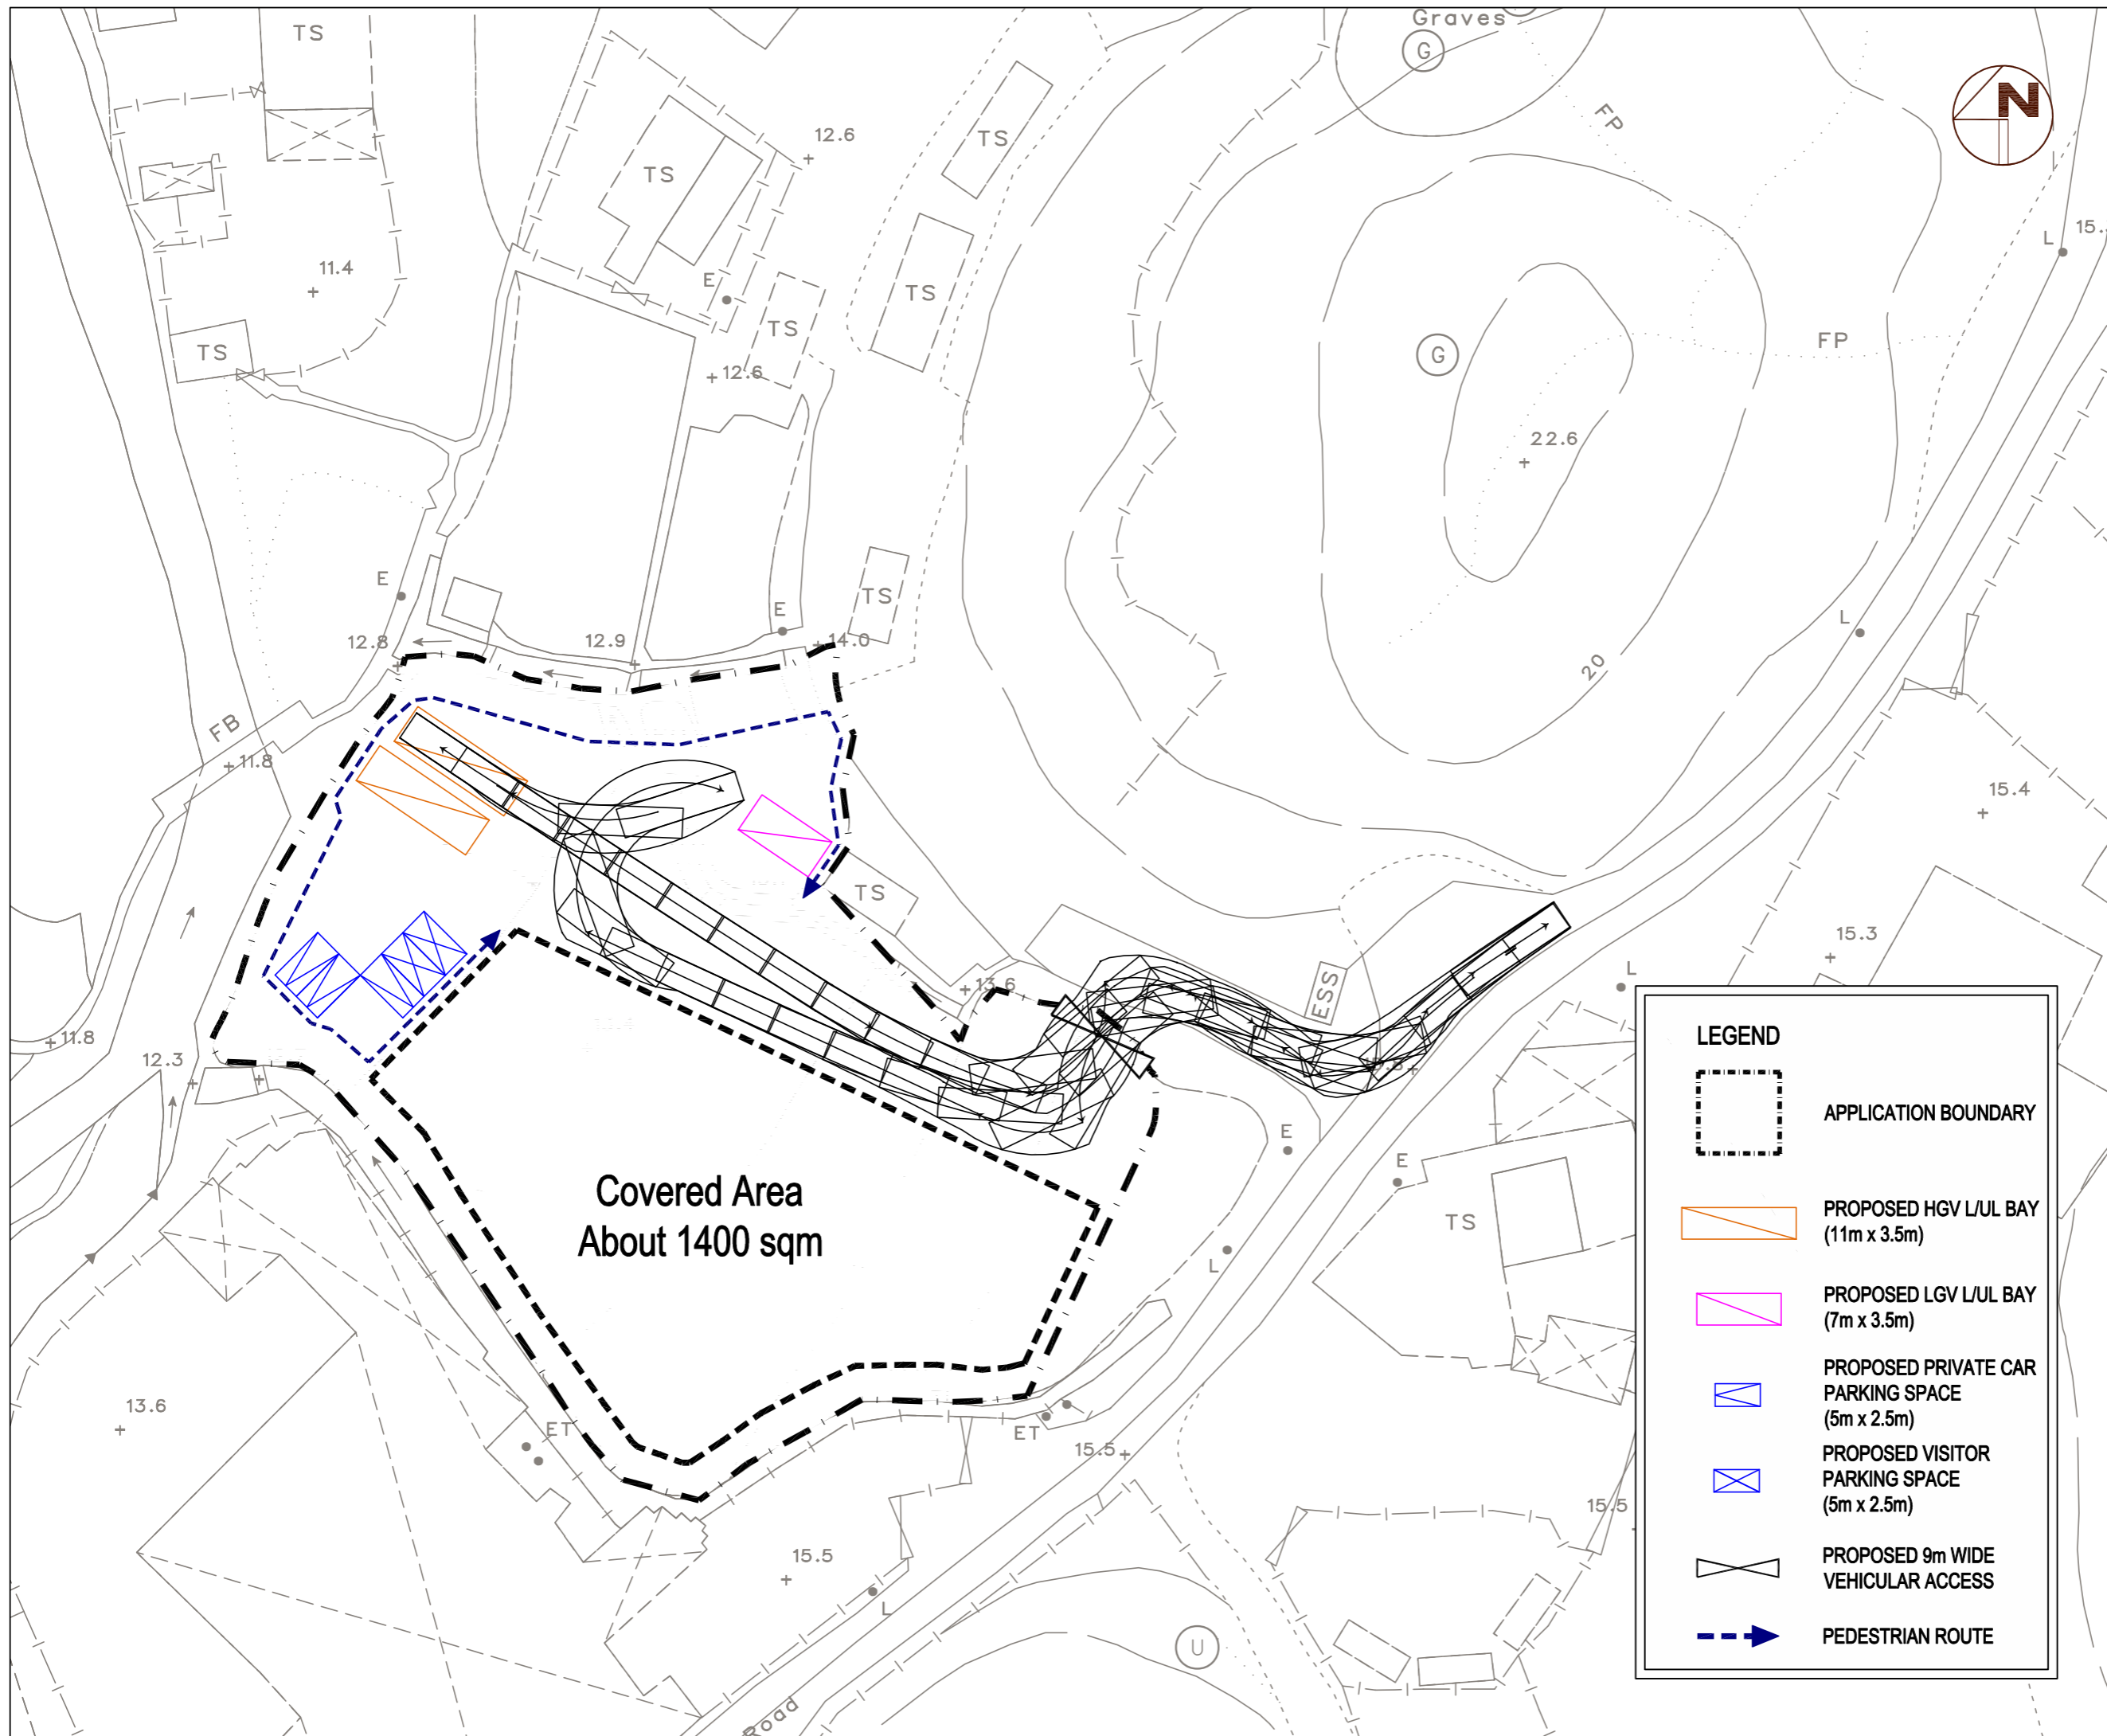 Graves
G
TS
N
FP
12.6
TS
TS
15.
L
11.4
E
TS
TS
TS
FP
G
12.6
22.6
E
TS
E
L
12.8
12.9
14.0
20
FB
11.8
15.4
TS
15.3
13.6
ESS
L
11.8
12.3
E
E
TS
L
Covered Area
About 1400 sqm
13.6
ET
ET
15.5
15.5
15.5
L
U
Road
LEGEND
APPLICATION BOUNDARY
PROPOSED HGV L/UL BAY
(11m x 3.5m)
PROPOSED LGV L/UL BAY
(7m x 3.5m)
PROPOSED PRIVATE CAR
PARKING SPACE
(5m x 2.5m)
PROPOSED VISITOR
PARKING SPACE
(5m x 2.5m)
PROPOSED 9m WIDE
VEHICULAR ACCESS
PEDESTRIAN ROUTE